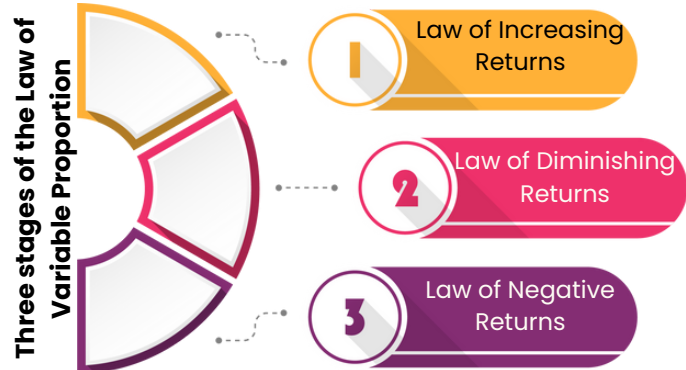 Three stages of the Law of
Variable Proportion
1
Law of Increasing
Returns
2
Law of Diminishing
Returns
3
Law of Negative
Returns